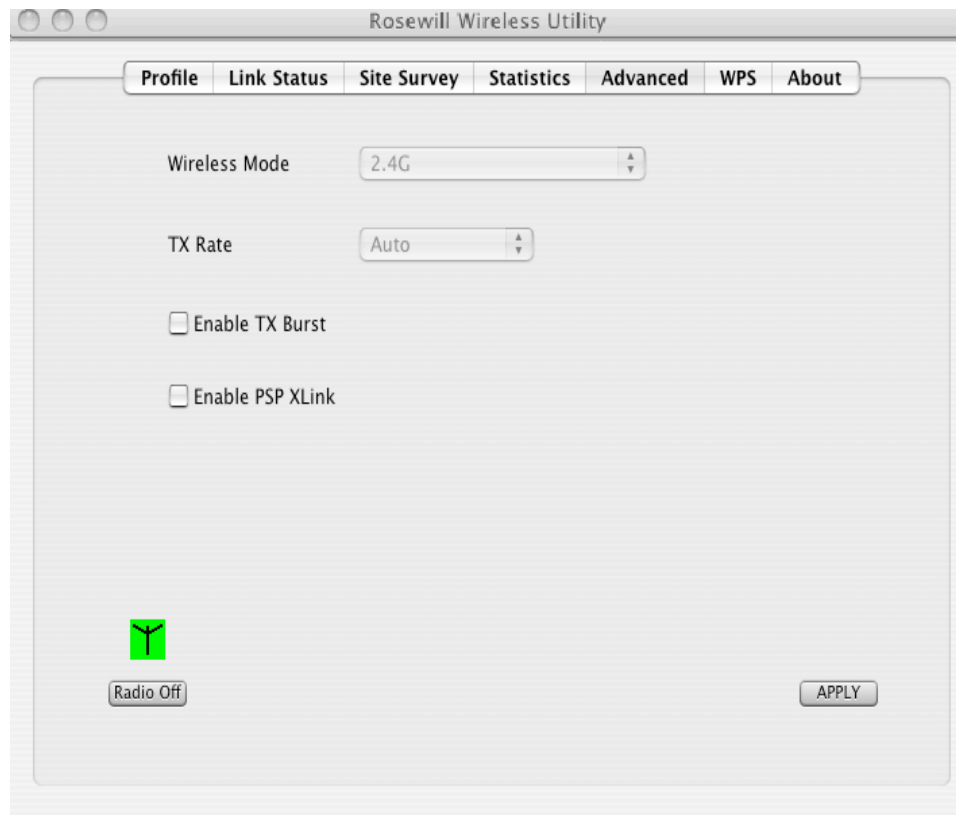 Rosewill Wireless Utility
Profile Link Status Site Survey Statistics Advanced WPS About
Wireless Mode 2.4G
TX Rate Auto
Enable TX Burst
Enable PSP XLink
Radio Off APPLY